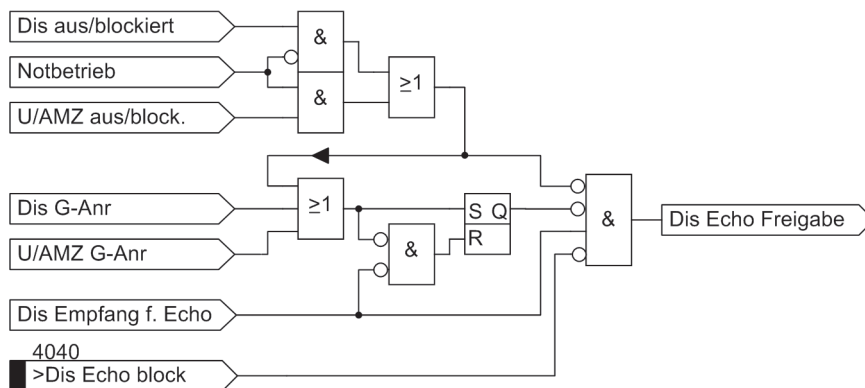 Dis aus/blockiert
&
Notbetrieb
≥1
&
U/AMZ aus/block.
Dis G-Anr
≥1
S Q
&
Dis Echo Freigabe
R
&
U/AMZ G-Anr
Dis Empfang f. Echo
4040
>Dis Echo block